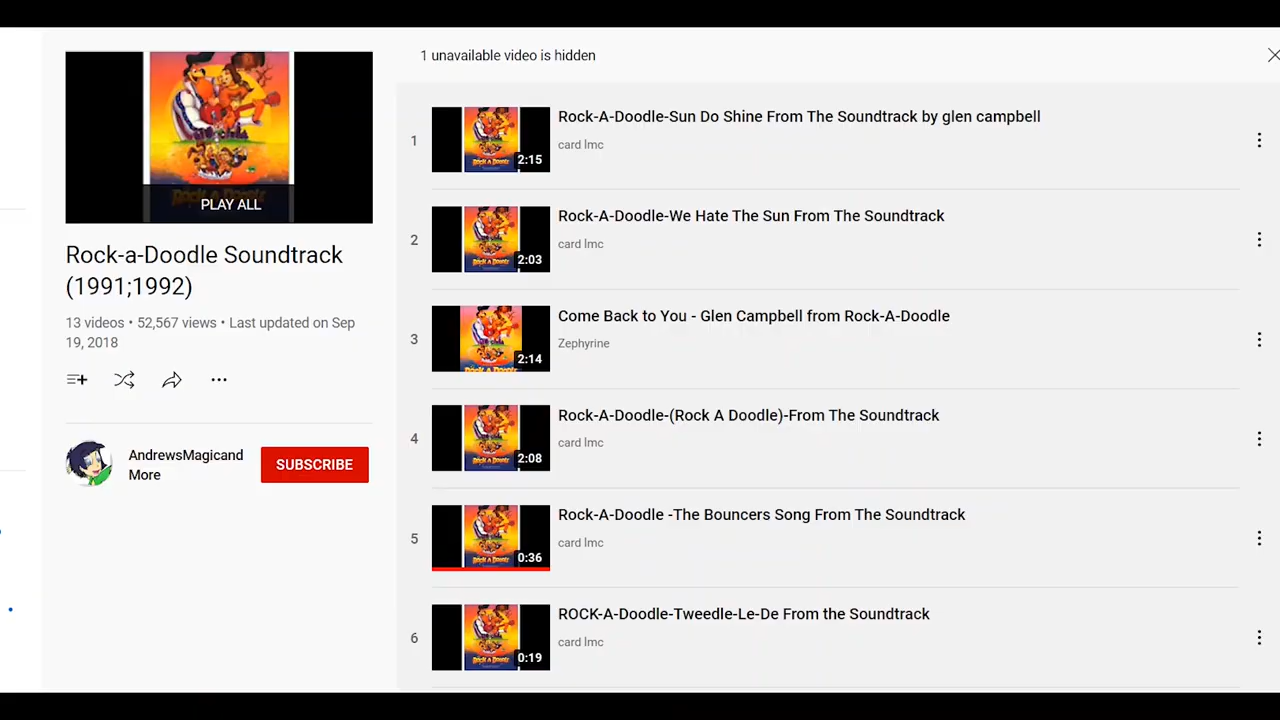 PLAY ALL
Rock-a-Doodle Soundtrack
(1991;1992)
13 videos • 52,567 views • Last updated on Sep
19, 2018
AndrewsMagicand
More
SUBSCRIBE
1 unavailable video is hidden
1
2:15
Rock-A-Doodle-Sun Do Shine From The Soundtrack by glen campbell
card lmc
2
2:03
Rock-A-Doodle-We Hate The Sun From The Soundtrack
card lmc
3
2:14
Come Back to You - Glen Campbell from Rock-A-Doodle
Zephyrine
4
2:08
Rock-A-Doodle-(Rock A Doodle)-From The Soundtrack
card lmc
5
0:36
Rock-A-Doodle -The Bouncers Song From The Soundtrack
card lmc
6
0:19
ROCK-A-Doodle-Tweedle-Le-De From the Soundtrack
card lmc